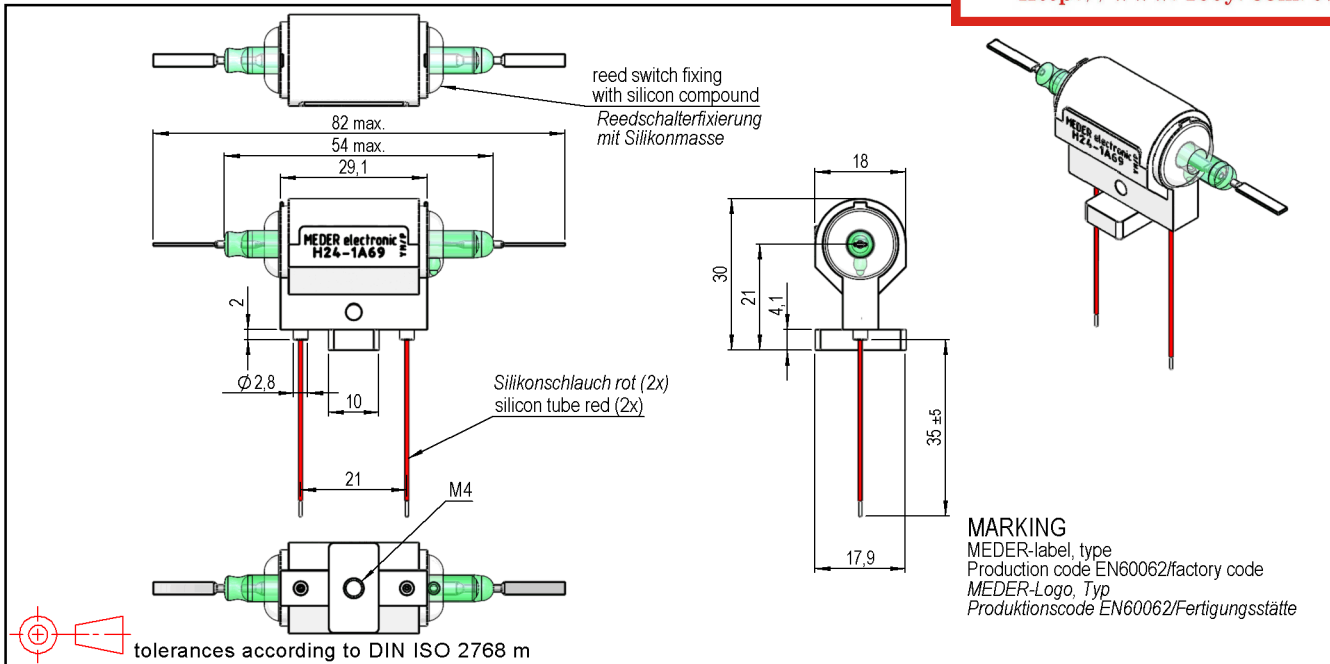 reed switch fixing
with silicon compound
Reedschalterfixierung
mit Silikonmasse
82 max.
54 max.
29,1
MEDER electronic
H24-1A69
2
Ø 2,8
10
Silikonschlauch rot (2x)
silicon tube red (2x)
21
M4
18
30
21
4,1
35 ±5
17,9
MEDER electronic
H24-1A69
MARKING
MEDER-label, type
Production code EN60062/factory code
MEDER-Logo, Typ
Produktionscode EN60062/Fertigungsstätte
tolerances according to DIN ISO 2768 m